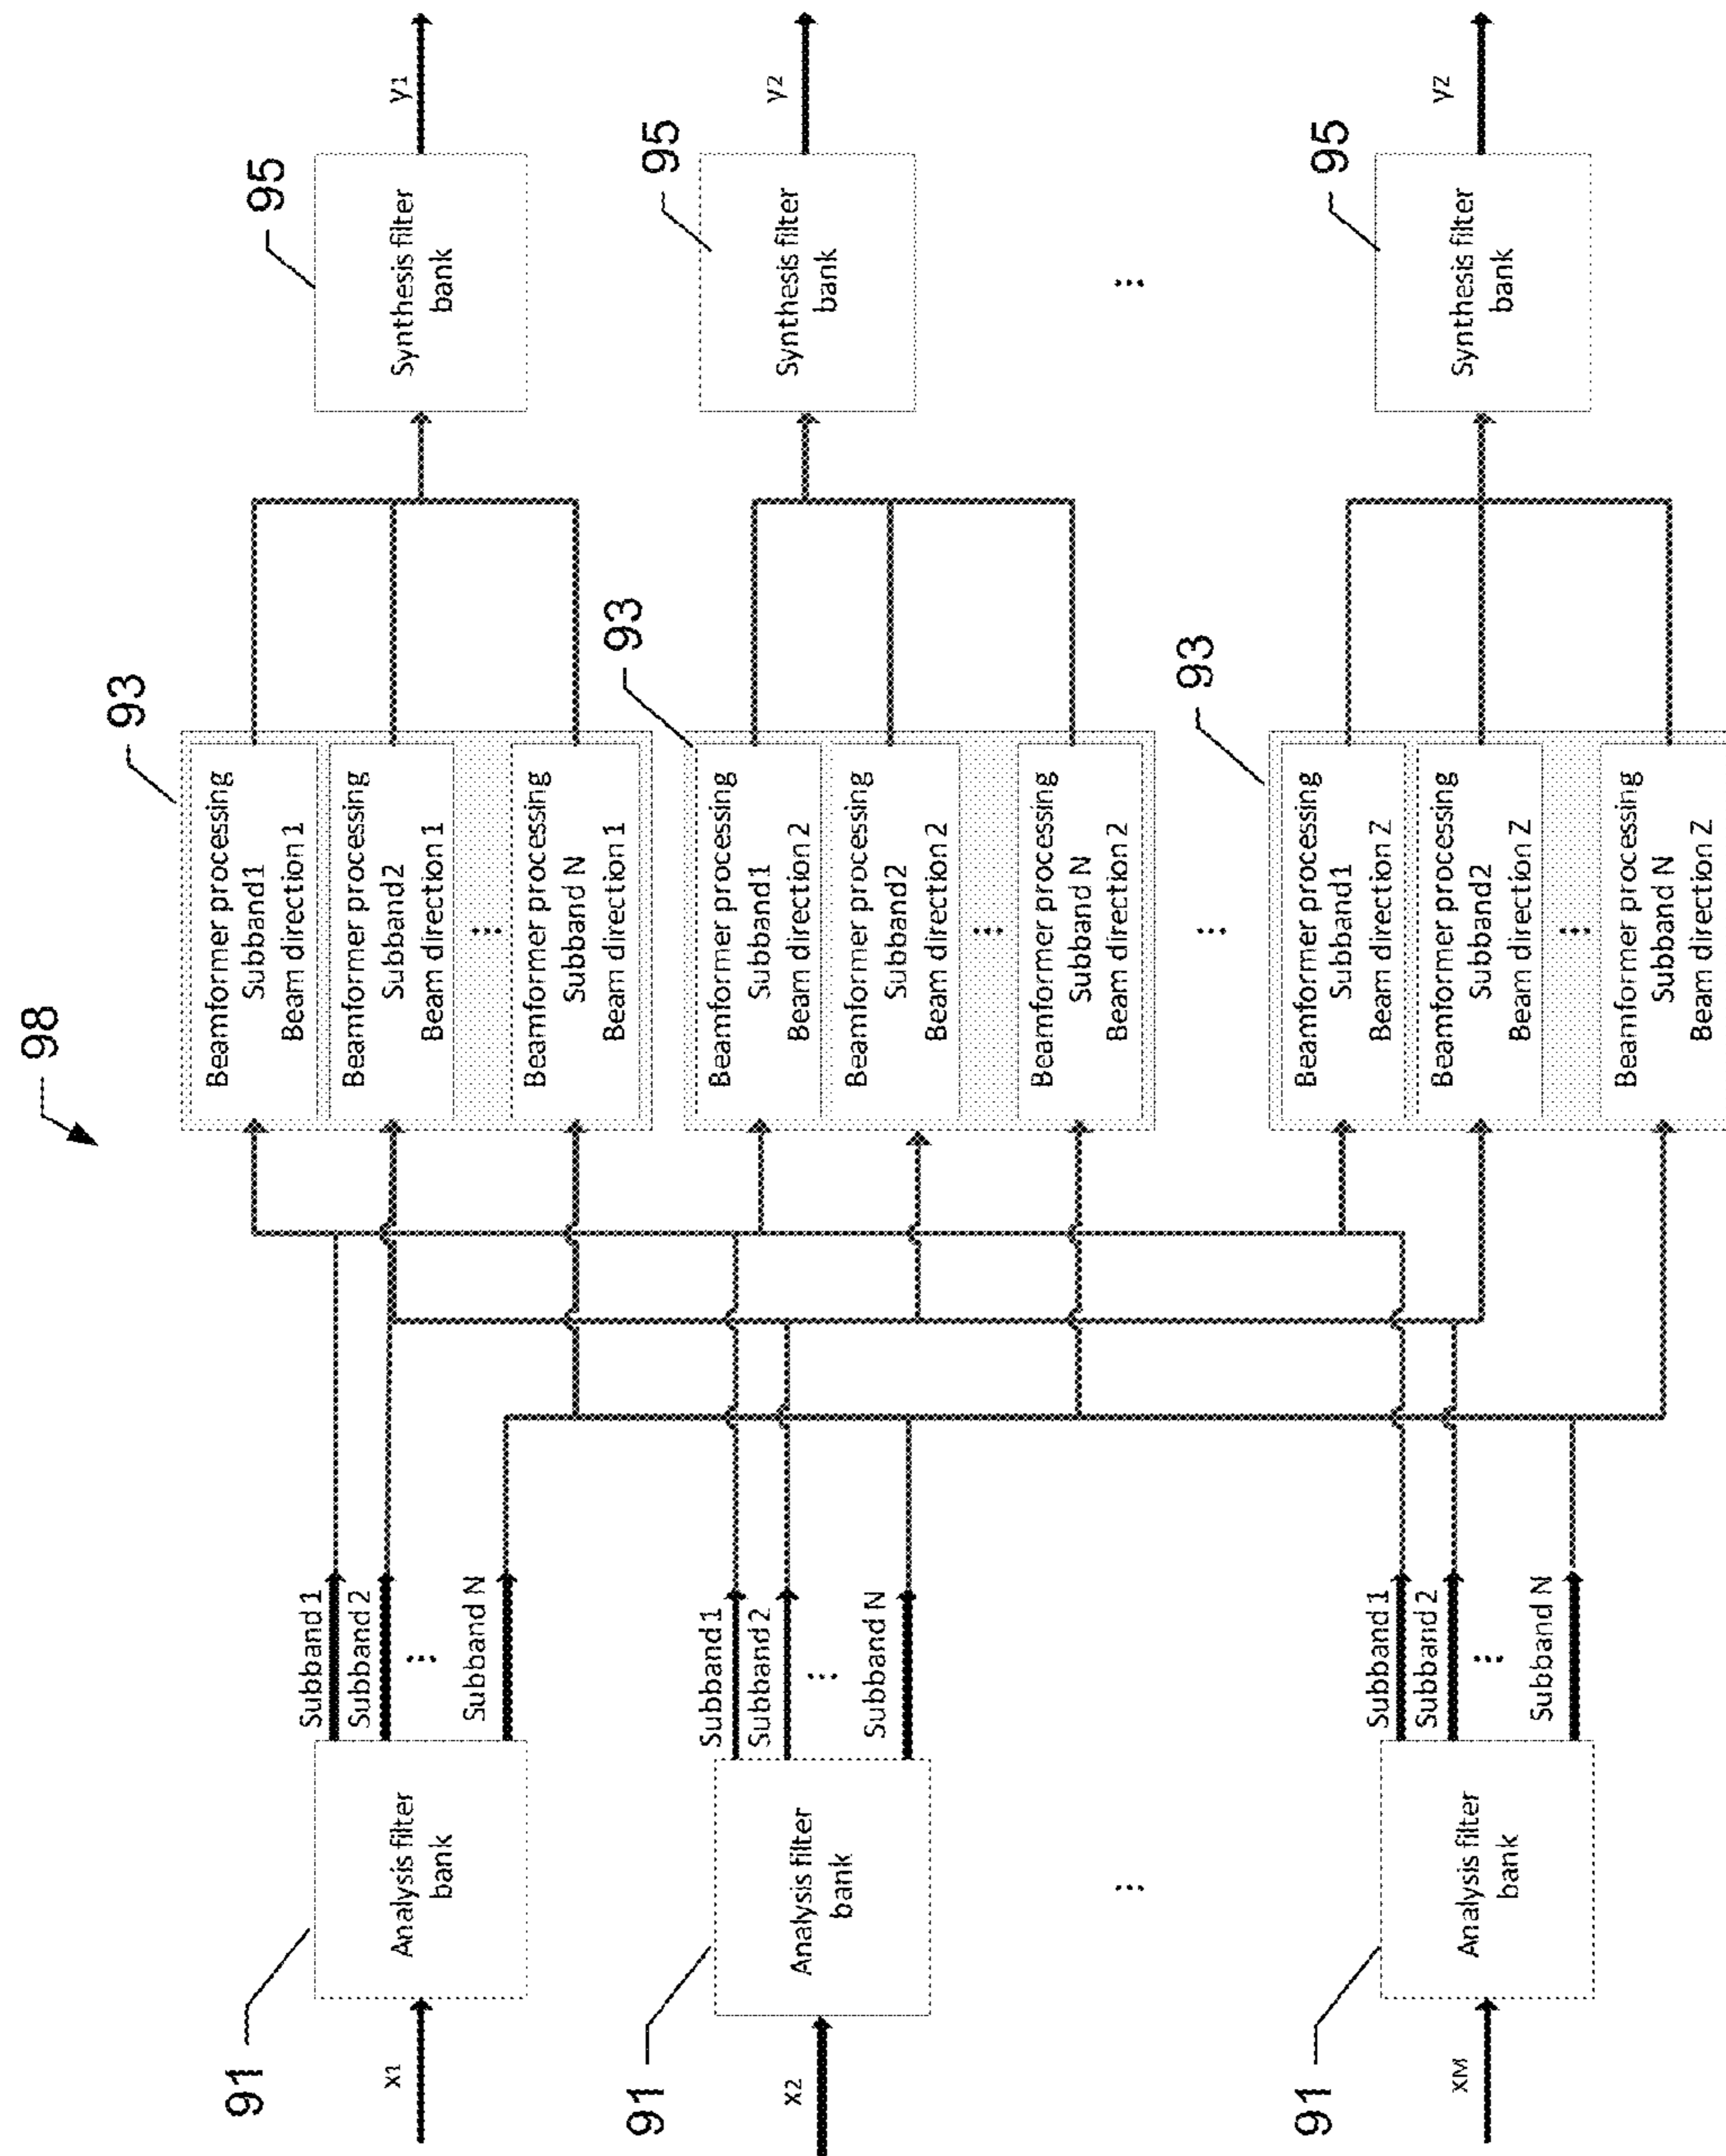 98
91
x1
Analysis filter
bank
Subband 1
Subband 2
⋮
Subband N
93
Beamformer processing
Subband1
Beam direction 1
Beamformer processing
Subband2
Beam direction 1
⋮
Beamformer processing
Subband N
Beam direction 1
95
Synthesis filter
bank
y1
91
x2
Analysis filter
bank
Subband 1
Subband 2
⋮
Subband N
93
Beamformer processing
Subband1
Beam direction 2
Beamformer processing
Subband2
Beam direction 2
⋮
Beamformer processing
Subband N
Beam direction 2
95
Synthesis filter
bank
y2
⋮
⋮
⋮
91
xM
Analysis filter
bank
Subband 1
Subband 2
⋮
Subband N
93
Beamformer processing
Subband1
Beam direction Z
Beamformer processing
Subband2
Beam direction Z
⋮
Beamformer processing
Subband N
Beam direction Z
95
Synthesis filter
bank
yZ